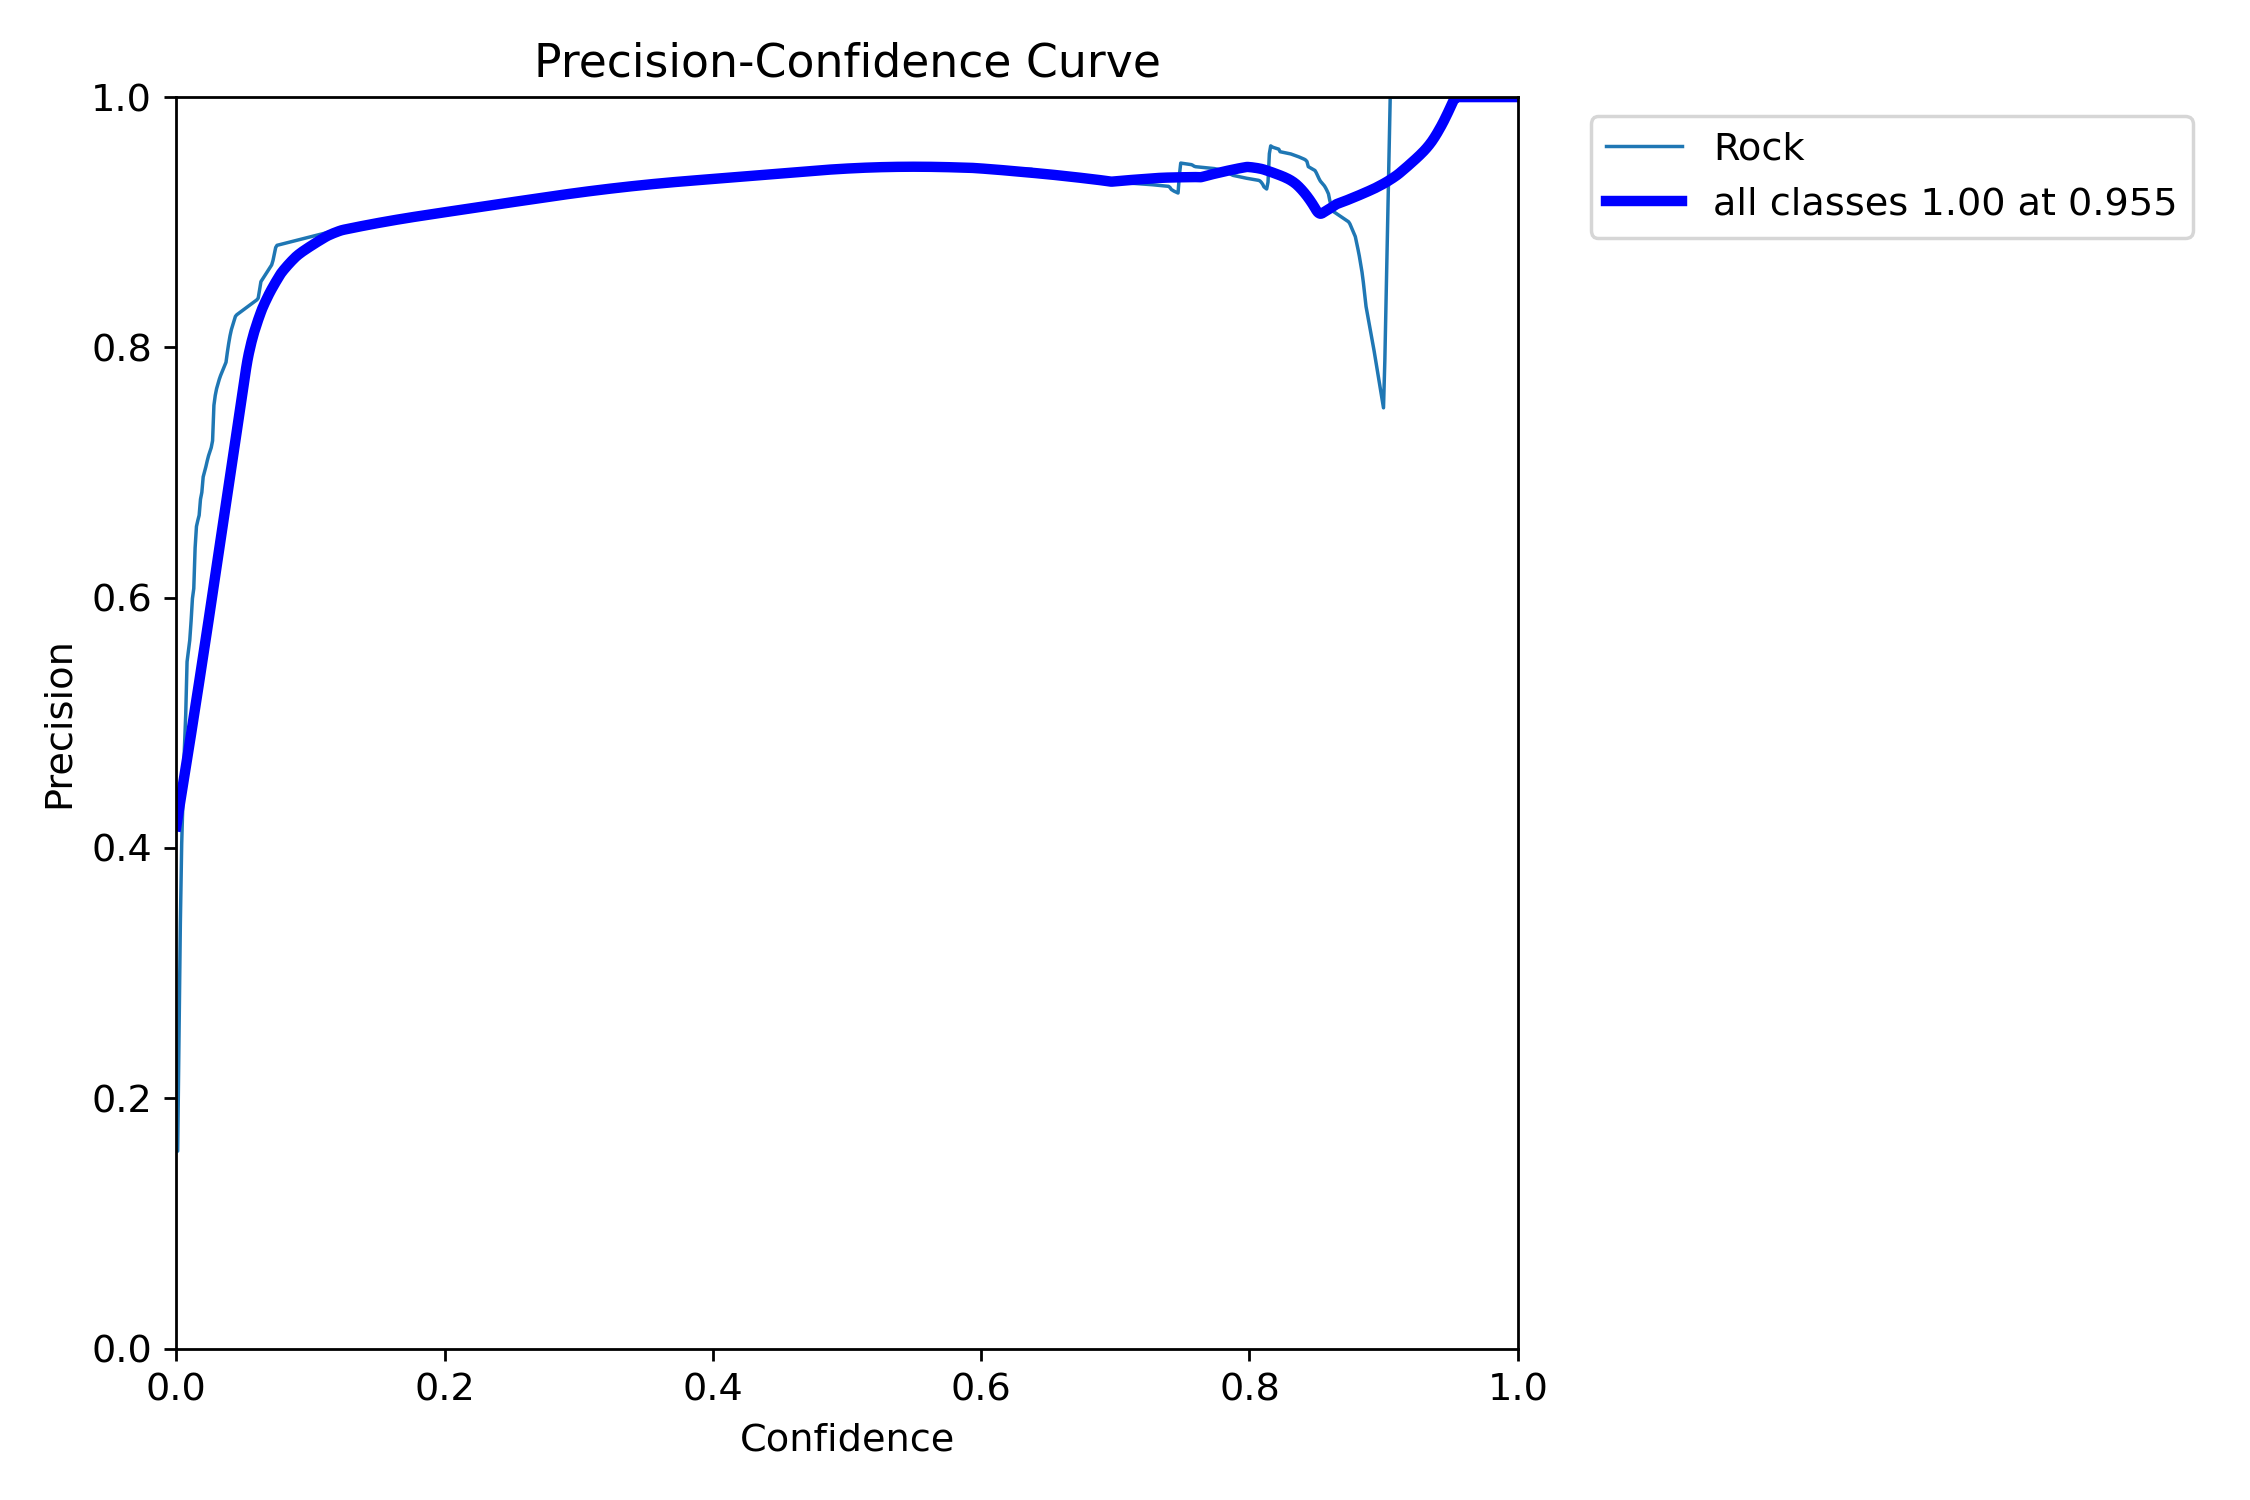 Precision-Confidence Curve
Rock
all classes 1.00 at 0.955
Precision
1.0
0.8
0.6
0.4
0.2
0.0
0.0 0.2 0.4 0.6 0.8 1.0
Confidence